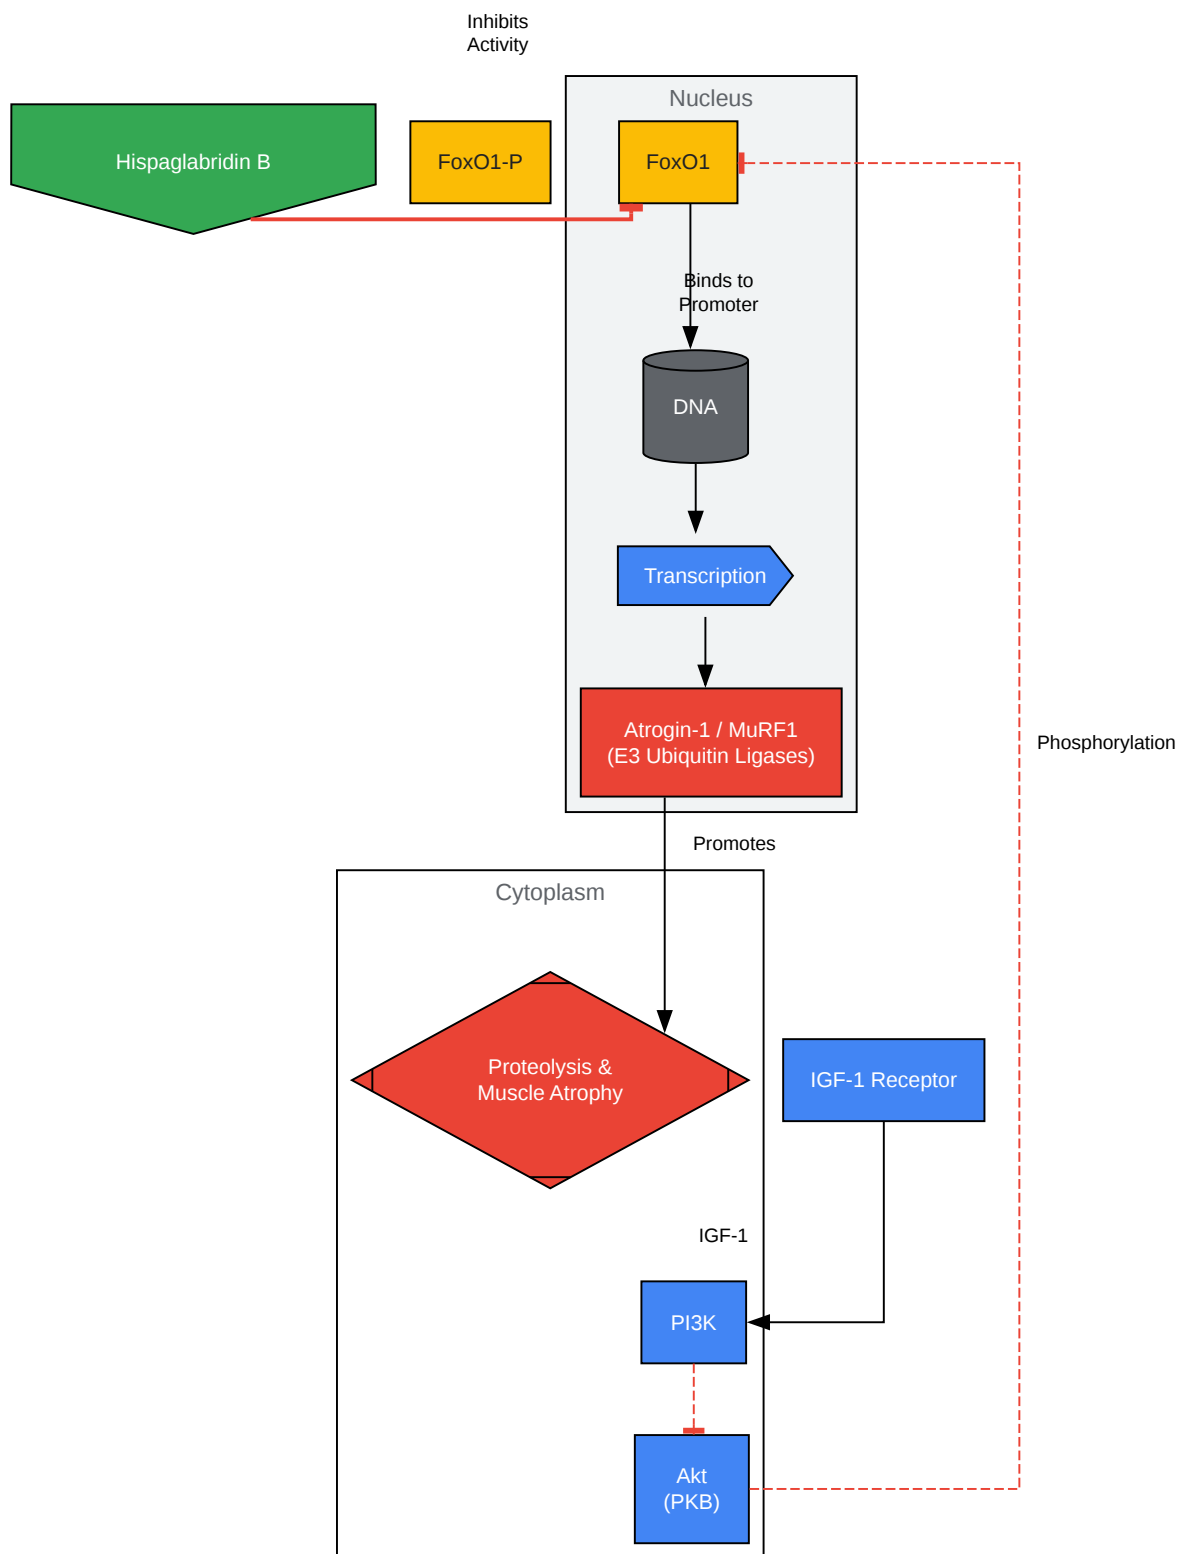 Inhibits
Activity
Nucleus
Hispaglabridin B
FoxO1-P
FoxO1
Binds to
Promoter
DNA
Transcription
Atrogin-1 / MuRF1
(E3 Ubiquitin Ligases)
Phosphorylation
Promotes
Cytoplasm
Proteolysis &
Muscle Atrophy
IGF-1 Receptor
IGF-1
PI3K
Akt
(PKB)